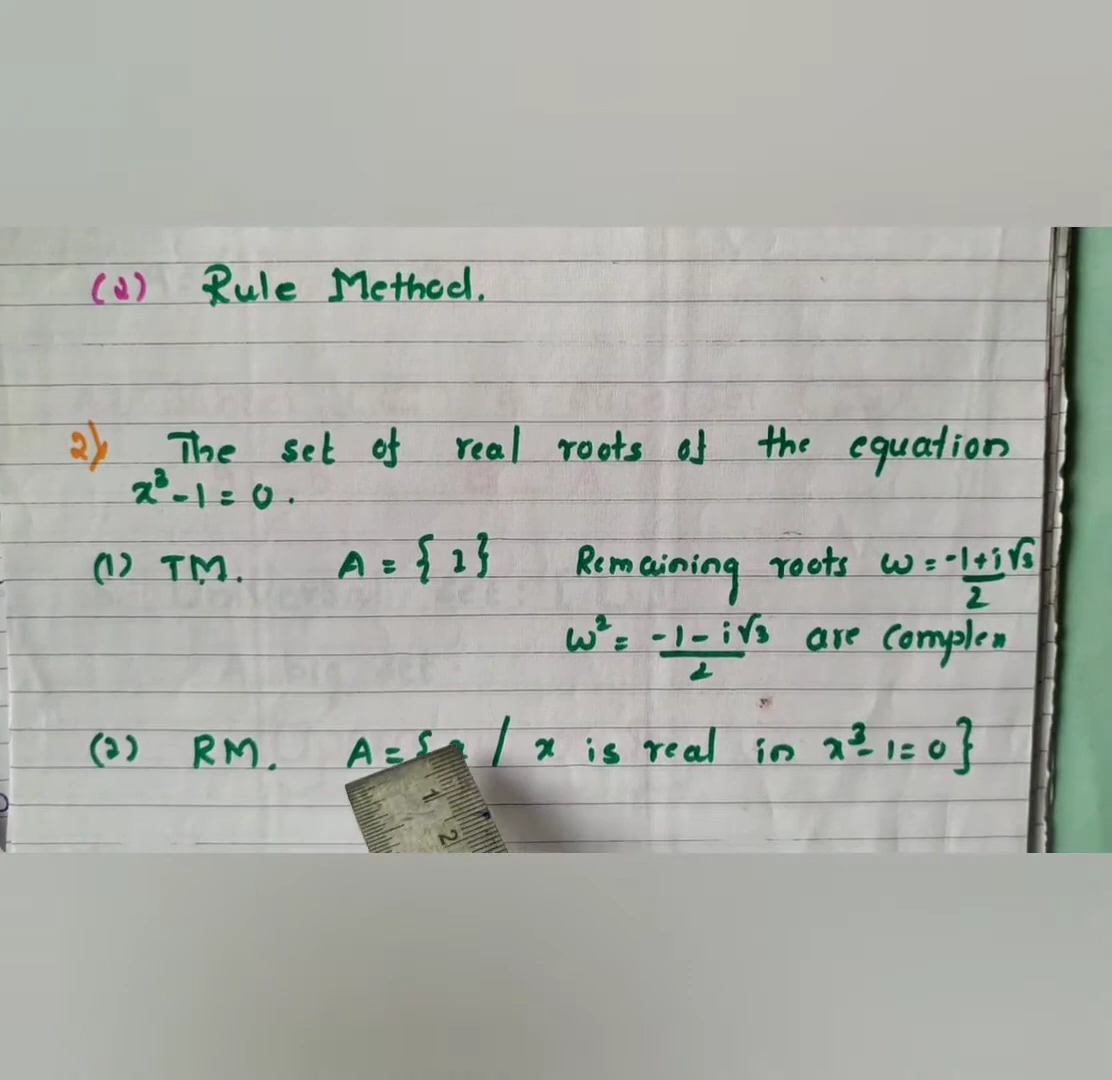 (2) Rule Method.
2) The set of real roots of the equation
x³-1=0.
(1) TM. A = {1} Remaining roots ω = -1+i√3/2
ω² = -1-i√3/2 are complex
(2) RM. A = { / x is real in x³-1=0}
1 2